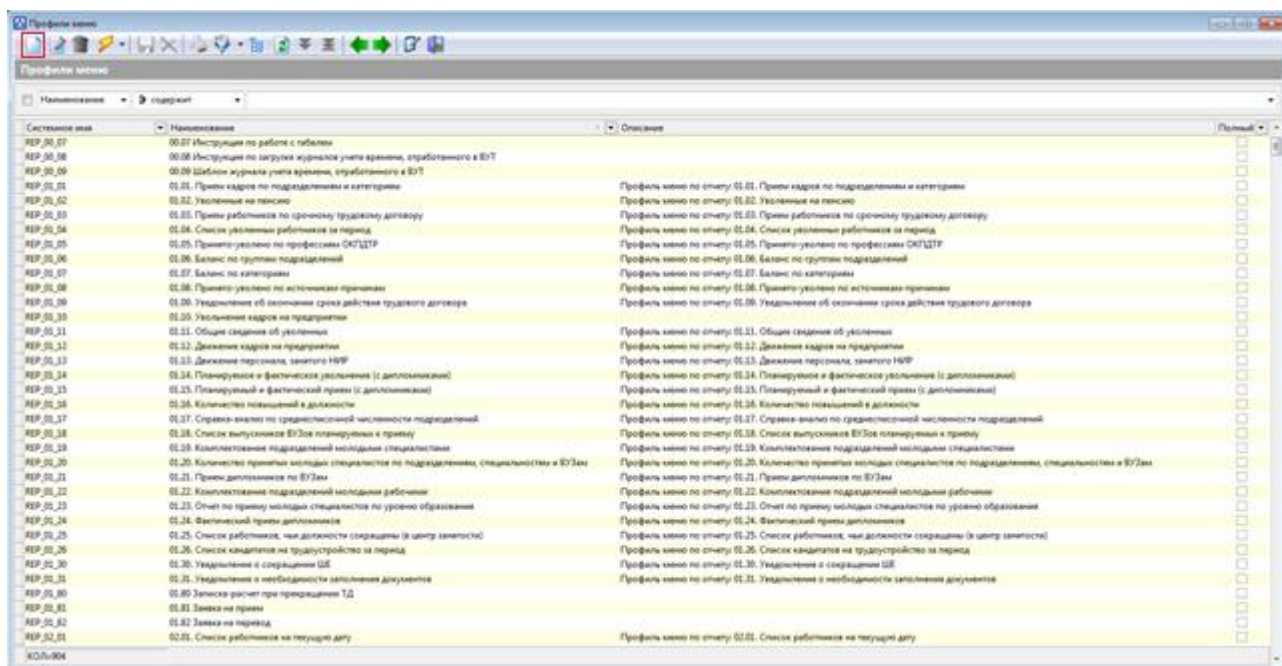 Профили меню
Профили меню
Наименование содержит
Системное имя Наименование Описание Полный
REP_00_07 00.07 Инструкция по работе с табелем
REP_00_08 00.08 Инструкция по загрузке журналов учета времени, отработанного в ВУТ
REP_00_09 00.09 Шаблон журнала учета времени, отработанного в ВУТ
REP_01_01 01.01. Прием кадров по подразделениям и категориям Профиль меню по отчету: 01.01. Прием кадров по подразделениям и категориям
REP_01_02 01.02. Уволенные на пенсию Профиль меню по отчету: 01.02. Уволенные на пенсию
REP_01_03 01.03. Прием работников по срочному трудовому договору Профиль меню по отчету: 01.03. Прием работников по срочному трудовому договору
REP_01_04 01.04. Список уволенных работников за период Профиль меню по отчету: 01.04. Список уволенных работников за период
REP_01_05 01.05. Принято-уволено по профессиям ОКПДТР Профиль меню по отчету: 01.05. Принято-уволено по профессиям ОКПДТР
REP_01_06 01.06. Баланс по группам подразделений Профиль меню по отчету: 01.06. Баланс по группам подразделений
REP_01_07 01.07. Баланс по категориям Профиль меню по отчету: 01.07. Баланс по категориям
REP_01_08 01.08. Принято-уволено по источникам-причинам Профиль меню по отчету: 01.08. Принято-уволено по источникам-причинам
REP_01_09 01.09. Уведомление об окончании срока действия трудового договора Профиль меню по отчету: 01.09. Уведомление об окончании срока действия трудового договора
REP_01_10 01.10. Увольнение кадров на предприятии
REP_01_11 01.11. Общие сведения об уволенных Профиль меню по отчету: 01.11. Общие сведения об уволенных
REP_01_12 01.12. Движение кадров на предприятии Профиль меню по отчету: 01.12. Движение кадров на предприятии
REP_01_13 01.13. Движение персонала, занятого НИР Профиль меню по отчету: 01.13. Движение персонала, занятого НИР
REP_01_14 01.14. Планируемое и фактическое увольнение (с дипломниками) Профиль меню по отчету: 01.14. Планируемое и фактическое увольнение (с дипломниками)
REP_01_15 01.15. Планируемый и фактический прием (с дипломниками) Профиль меню по отчету: 01.15. Планируемый и фактический прием (с дипломниками)
REP_01_16 01.16. Количество повышений в должности Профиль меню по отчету: 01.16. Количество повышений в должности
REP_01_17 01.17. Справка-анализ по среднесписочной численности подразделений Профиль меню по отчету: 01.17. Справка-анализ по среднесписочной численности подразделений
REP_01_18 01.18. Список выпускников ВУЗов планируемых к приему Профиль меню по отчету: 01.18. Список выпускников ВУЗов планируемых к приему
REP_01_19 01.19. Комплектование подразделений молодыми специалистами Профиль меню по отчету: 01.19. Комплектование подразделений молодыми специалистами
REP_01_20 01.20. Количество принятых молодых специалистов по подразделениям, специальностям и ВУЗам Профиль меню по отчету: 01.20. Количество принятых молодых специалистов по подразделениям, специальностям и ВУЗам
REP_01_21 01.21. Прием дипломников по ВУЗам Профиль меню по отчету: 01.21. Прием дипломников по ВУЗам
REP_01_22 01.22. Комплектование подразделений молодыми рабочими Профиль меню по отчету: 01.22. Комплектование подразделений молодыми рабочими
REP_01_23 01.23. Отчет по приему молодых специалистов по уровню образования Профиль меню по отчету: 01.23. Отчет по приему молодых специалистов по уровню образования
REP_01_24 01.24. Фактический прием дипломников Профиль меню по отчету: 01.24. Фактический прием дипломников
REP_01_25 01.25. Список работников, чьи должности сокращены (в центр занятости) Профиль меню по отчету: 01.25. Список работников, чьи должности сокращены (в центр занятости)
REP_01_26 01.26. Список кандидатов на трудоустройство за период Профиль меню по отчету: 01.26. Список кандидатов на трудоустройство за период
REP_01_30 01.30. Уведомление о сокращении ШЕ Профиль меню по отчету: 01.30. Уведомление о сокращении ШЕ
REP_01_31 01.31. Уведомление о необходимости заполнения документов Профиль меню по отчету: 01.31. Уведомление о необходимости заполнения документов
REP_01_80 01.80 Записка-расчет при прекращении ТД
REP_01_81 01.81 Заявка на прием
REP_01_82 01.82 Заявка на перевод
REP_02_01 02.01. Список работников на текущую дату Профиль меню по отчету: 02.01. Список работников на текущую дату
КОЛ=904